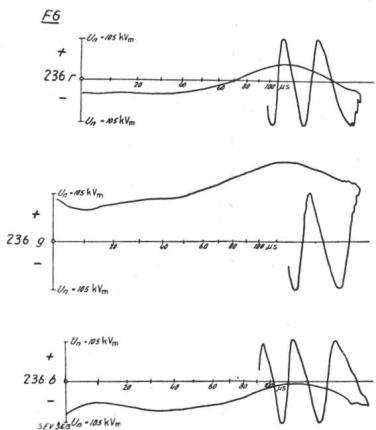 F6
Uₙ = 105 kVₘ
+
236 r
-
20 40 60 80 100 μs
Uₙ = 105 kVₘ
Uₙ = 105 kVₘ
+
236 g
-
20 40 60 80 100 μs
Uₙ = 105 kVₘ
Uₙ = 105 kVₘ
+
236 b
-
20 40 60 80 μs
Uₙ = 105 kVₘ